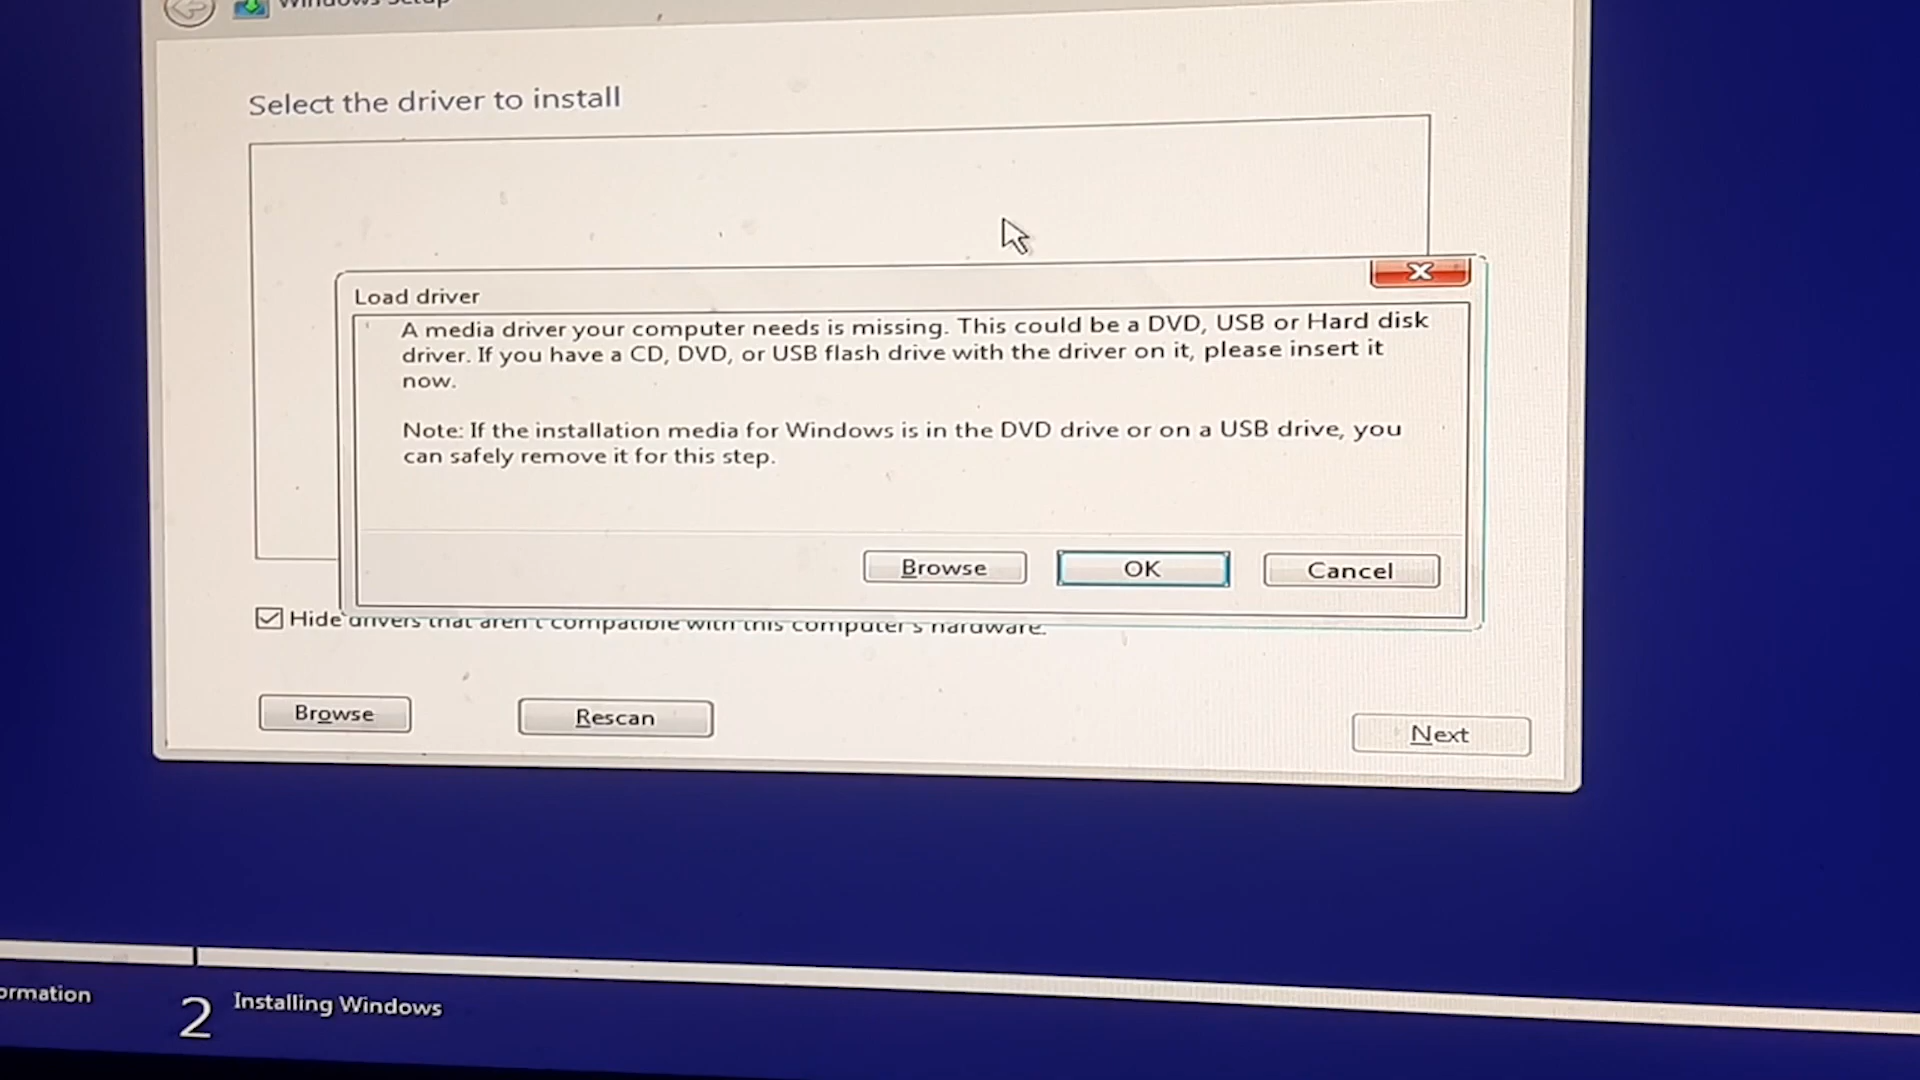 Windows Setup
Select the driver to install
Load driver
A media driver your computer needs is missing. This could be a DVD, USB or Hard disk
driver. If you have a CD, DVD, or USB flash drive with the driver on it, please insert it
now.
Note: If the installation media for Windows is in the DVD drive or on a USB drive, you
can safely remove it for this step.
Browse
OK
Cancel
Hide drivers that aren't compatible with this computer's hardware.
Browse
Rescan
Next
ormation
2
Installing Windows